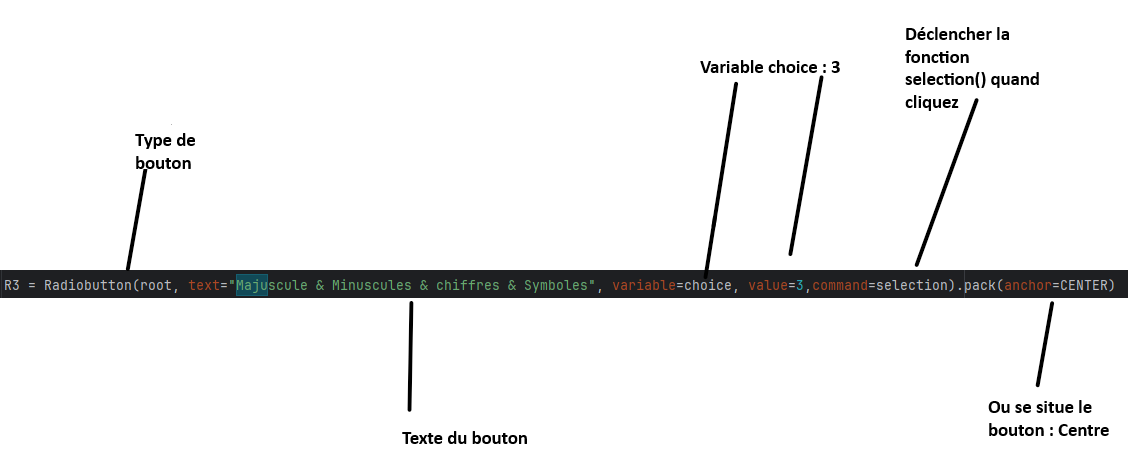 Déclencher la
fonction
selection() quand
cliquez
Variable choice : 3
Type de
bouton
R3 = Radiobutton(root, text="Majuscule & Minuscules & chiffres & Symboles", variable=choice, value=3,command=selection).pack(anchor=CENTER)
Ou se situe le
bouton : Centre
Texte du bouton